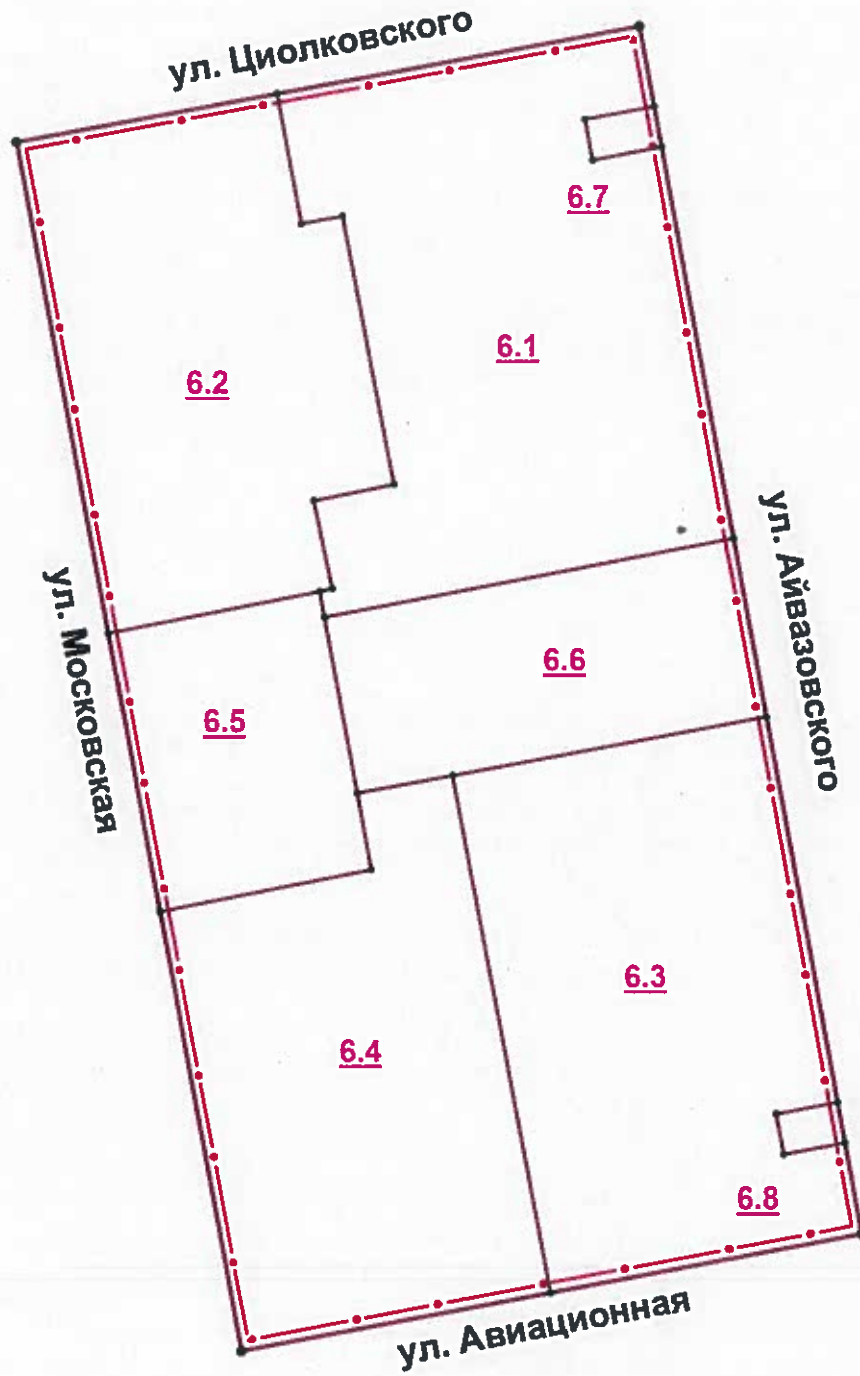 ул. Циолковского
6.7
6.1
6.2
ул. Айвазовского
ул. Московская
6.6
6.5
6.3
6.4
6.8
ул. Авиационная